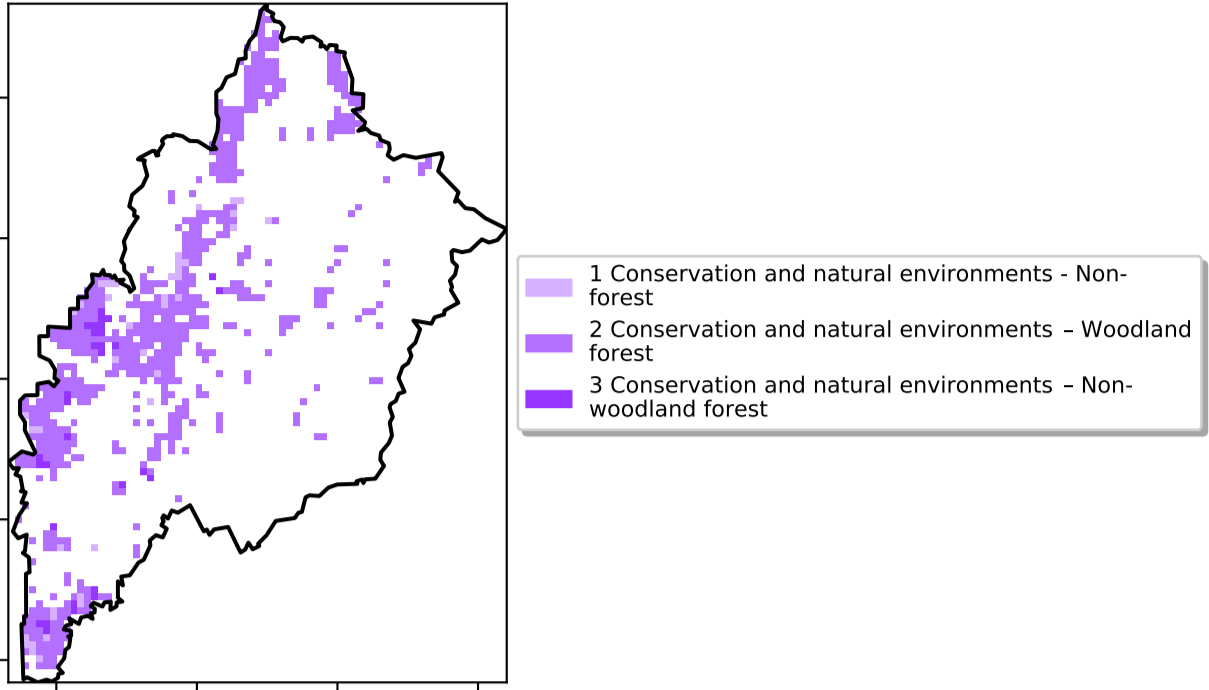 1 Conservation and natural environments - Non-
forest
2 Conservation and natural environments – Woodland
forest
3 Conservation and natural environments – Non-
woodland forest